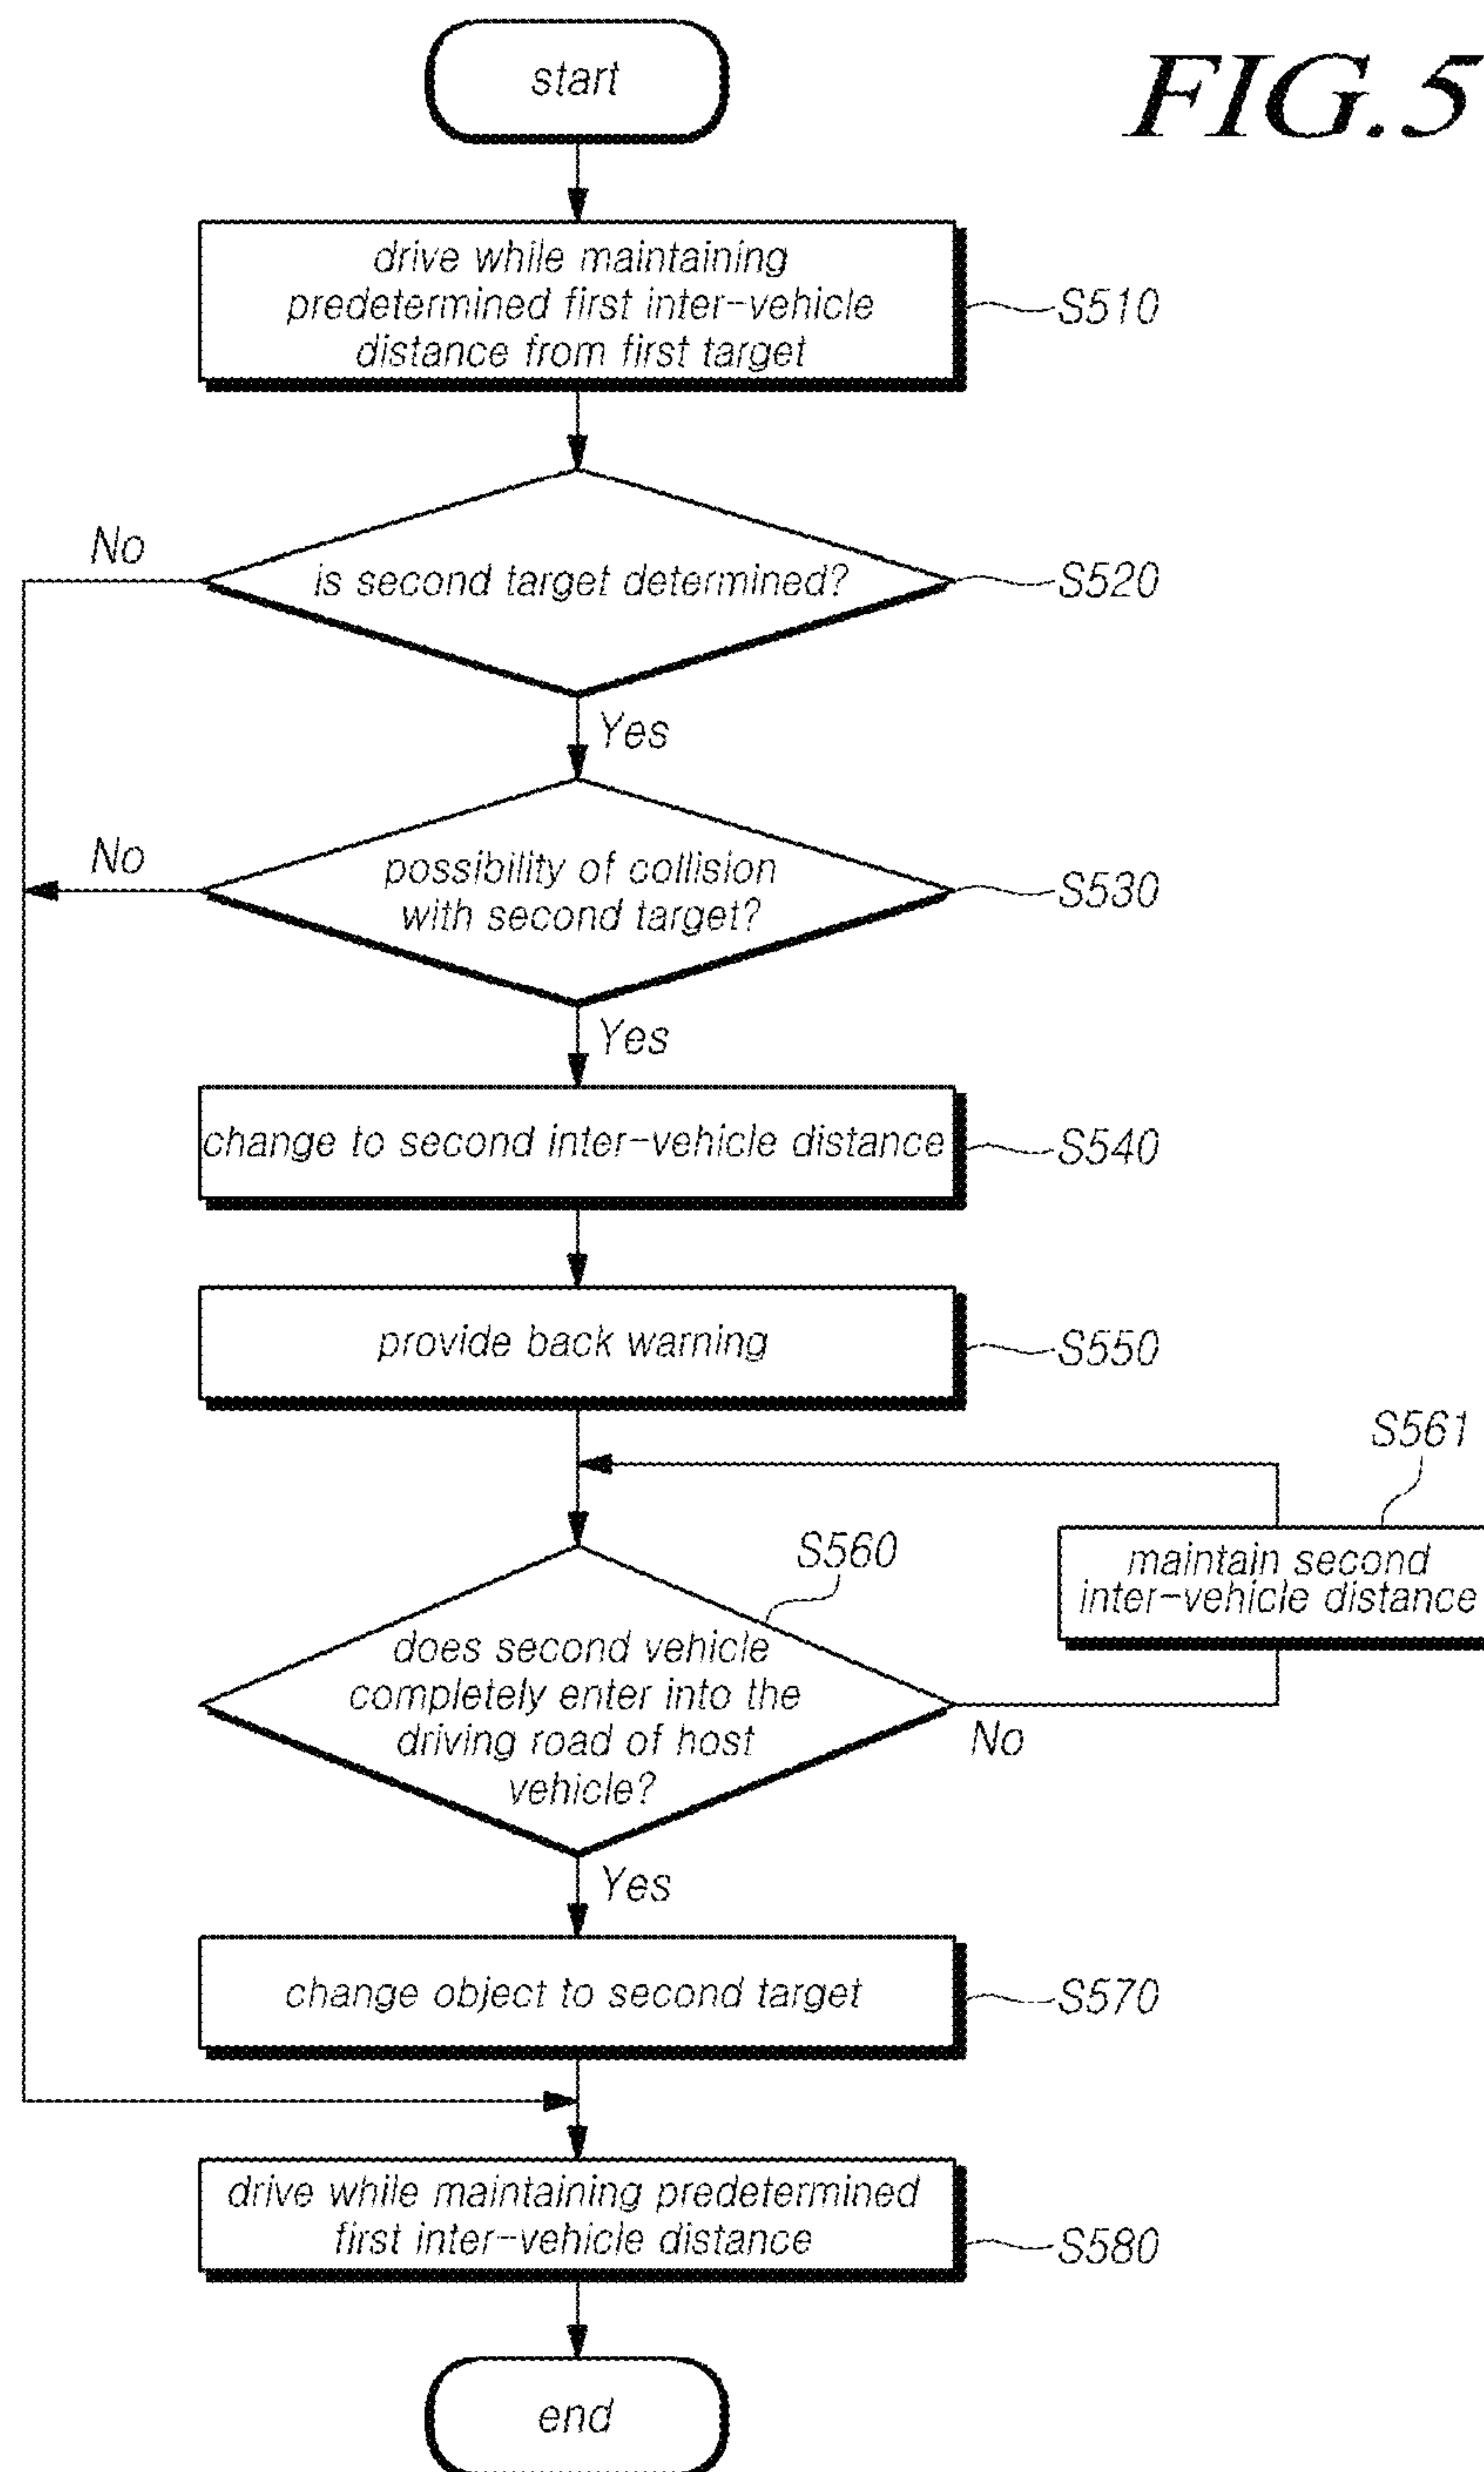 FIG.5
start
drive while maintaining
predetermined first inter-vehicle
distance from first target
S510
No
is second target determined?
S520
Yes
No
possibility of collision
with second target?
S530
Yes
change to second inter-vehicle distance
S540
provide back warning
S550
S561
maintain second
inter-vehicle distance
S560
does second vehicle
completely enter into the
driving road of host
vehicle?
No
Yes
change object to second target
S570
drive while maintaining predetermined
first inter-vehicle distance
S580
end